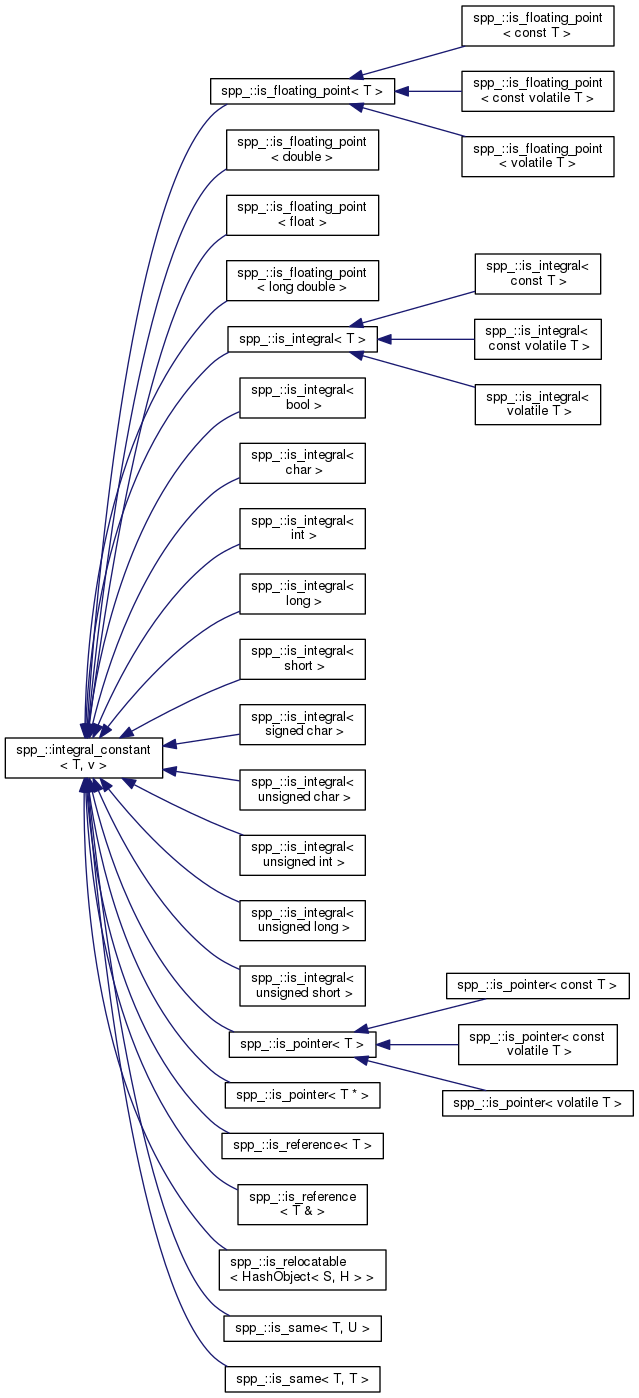 spp_::is_floating_point
< const T >
spp_::is_floating_point< T >
spp_::is_floating_point
< const volatile T >
spp_::is_floating_point
< volatile T >
spp_::is_floating_point
< double >
spp_::is_floating_point
< float >
spp_::is_floating_point
< long double >
spp_::is_integral<
const T >
spp_::is_integral< T >
spp_::is_integral<
const volatile T >
spp_::is_integral<
volatile T >
spp_::is_integral<
bool >
spp_::is_integral<
char >
spp_::is_integral<
int >
spp_::is_integral<
long >
spp_::is_integral<
short >
spp_::is_integral<
signed char >
spp_::integral_constant
< T, v >
spp_::is_integral<
unsigned char >
spp_::is_integral<
unsigned int >
spp_::is_integral<
unsigned long >
spp_::is_integral<
unsigned short >
spp_::is_pointer< const T >
spp_::is_pointer< T >
spp_::is_pointer< const
volatile T >
spp_::is_pointer< volatile T >
spp_::is_pointer< T * >
spp_::is_reference< T >
spp_::is_reference
< T & >
spp_::is_relocatable
< HashObject< S, H > >
spp_::is_same< T, U >
spp_::is_same< T, T >